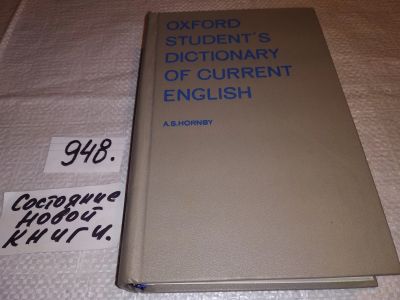 OXFORD
STUDENT'S
DICTIONARY
OF CURRENT
ENGLISH
A.S.HORNBY
948.
Состояние
новой
книги.